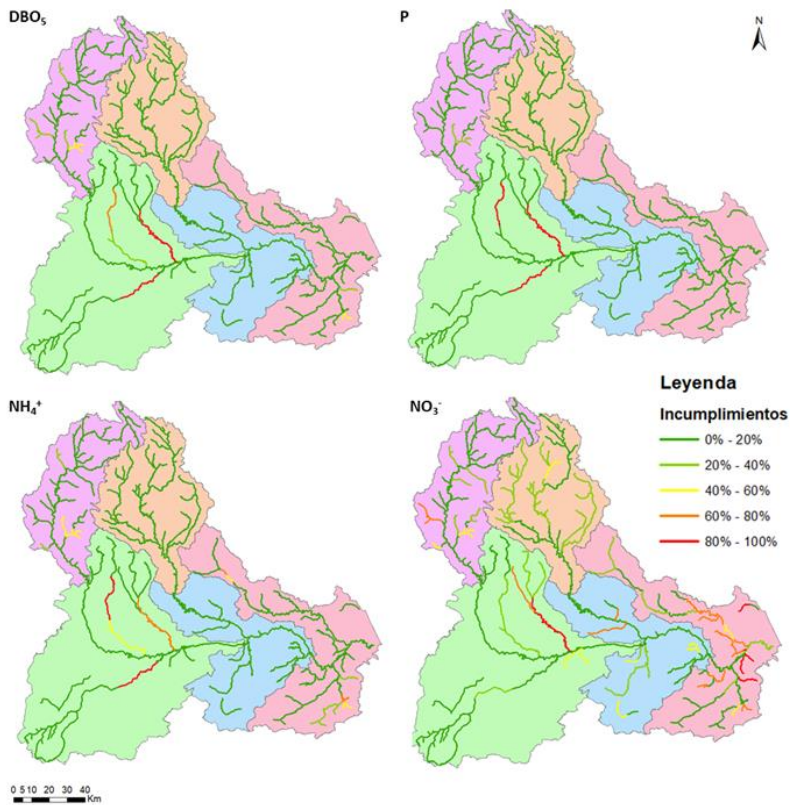 DBO₅
P
N
NH₄⁺
NO₃⁻
Leyenda
Incumplimientos
0% - 20%
20% - 40%
40% - 60%
60% - 80%
80% - 100%
0 5 10 20 30 40
Km